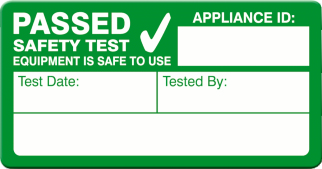 PASSED
SAFETY TEST
EQUIPMENT IS SAFE TO USE
APPLIANCE ID:
Test Date:
Tested By: